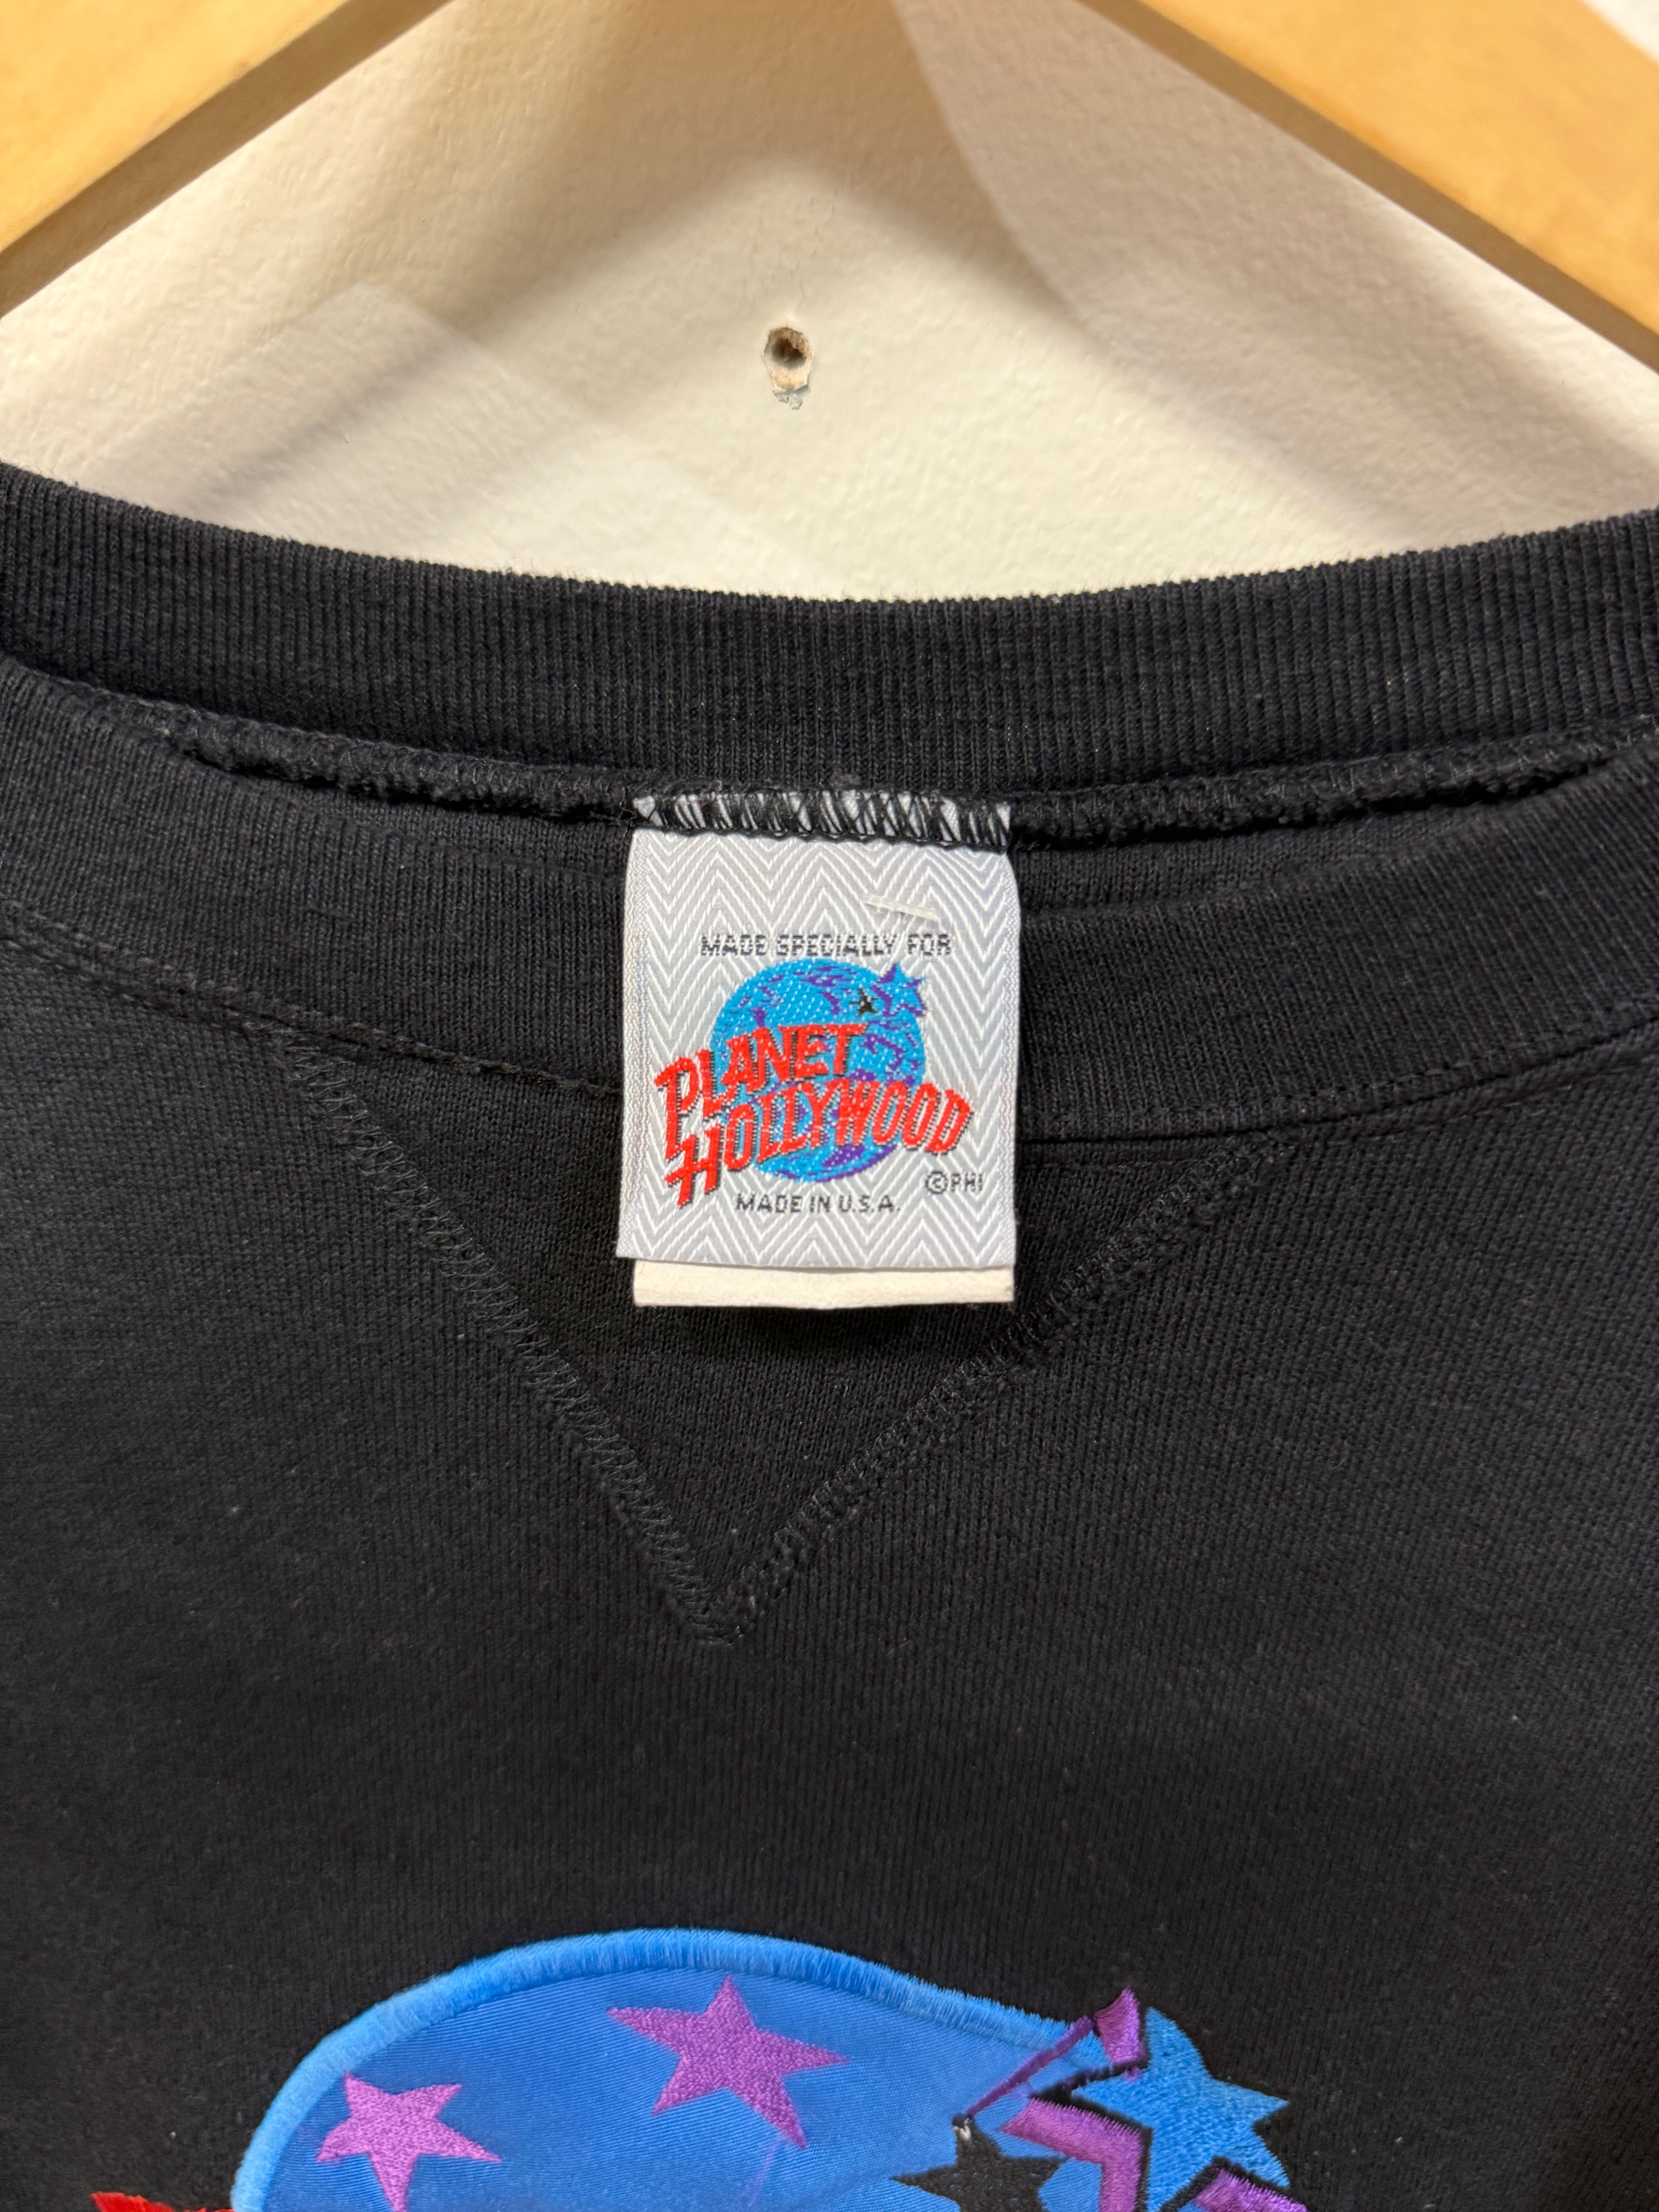 MADE SPECIALLY FOR
PLANET
HOLLYWOOD
©PHI
MADE IN U.S.A.